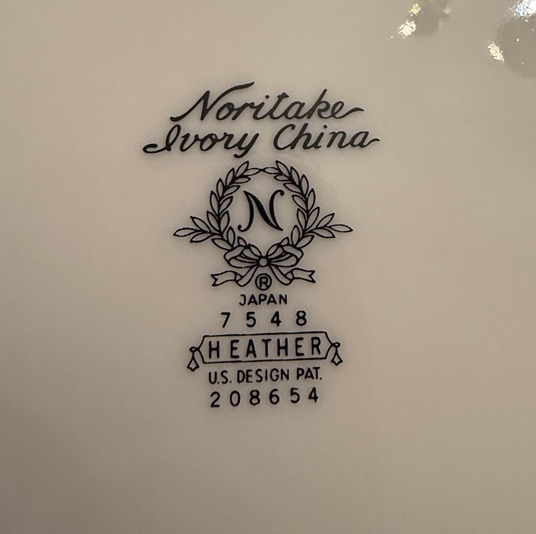 Noritake
Ivory China
N
®
JAPAN
7548
HEATHER
U.S. DESIGN PAT.
208654